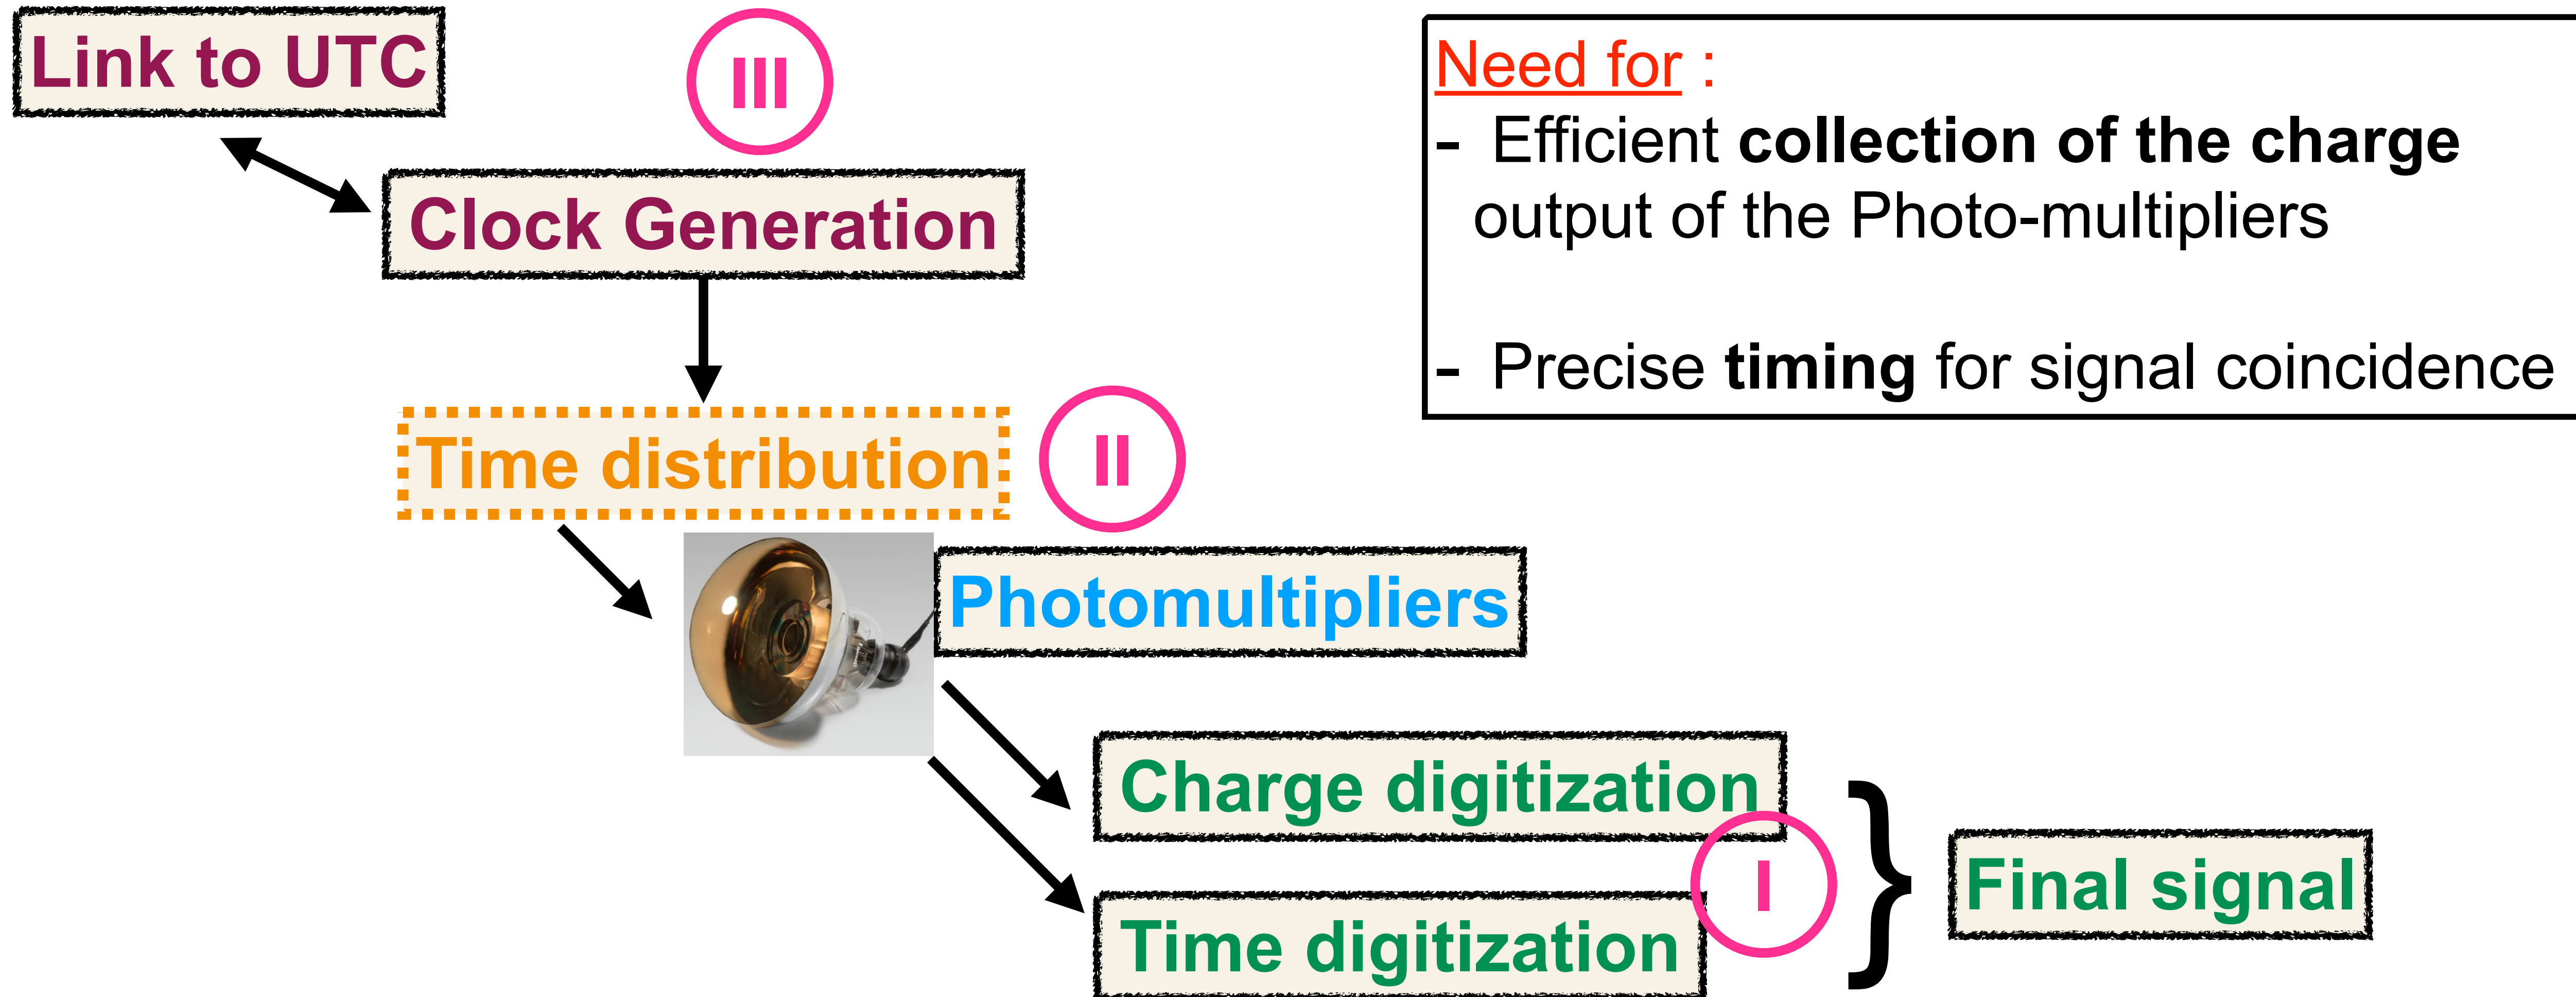 Link to UTC
III
Clock Generation
Need for :
- Efficient collection of the charge
output of the Photo-multipliers
- Precise timing for signal coincidence
Time distribution
II
Photomultipliers
Charge digitization
I
Time digitization
}
Final signal